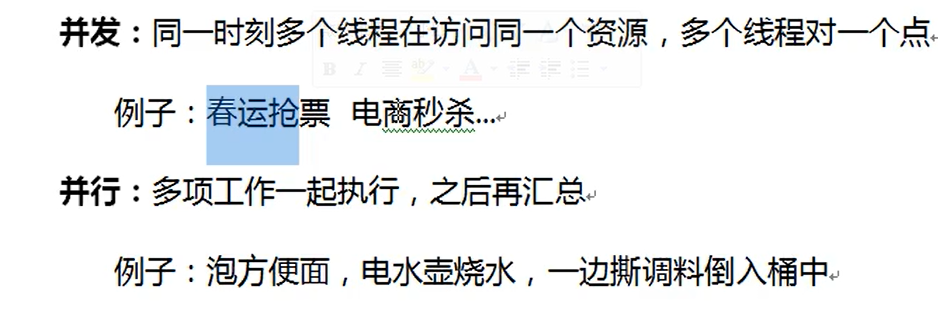 并发：同一时刻多个线程在访问同一个资源，多个线程对一个点
例子：春运抢票 电商秒杀...
并行：多项工作一起执行，之后再汇总
例子：泡方便面，电水壶烧水，一边撕调料倒入桶中